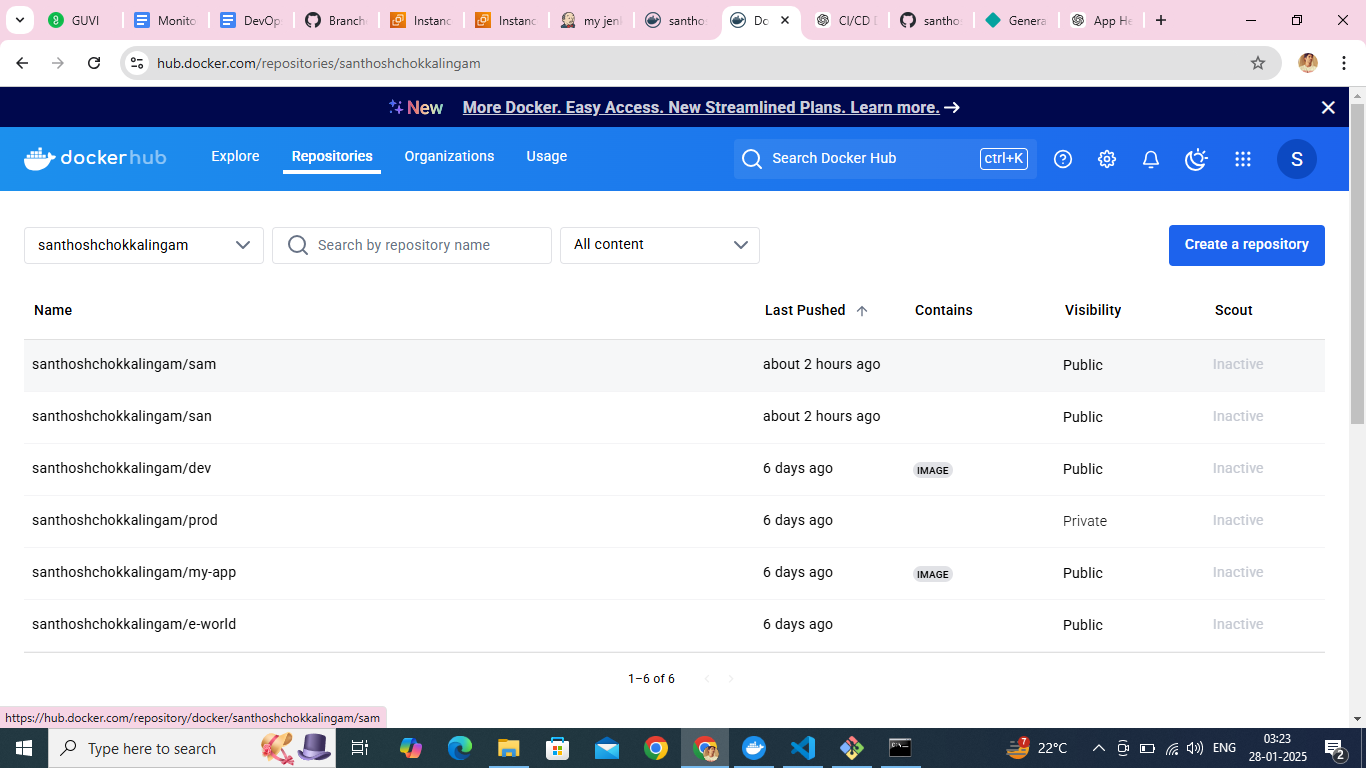 GUVI Monito DevOp Branche Instanc Instanc my jenk santhos Do CI/CD D santhos Genera App He
hub.docker.com/repositories/santhoshchokkalingam
New More Docker. Easy Access. New Streamlined Plans. Learn more. →
dockerhub Explore Repositories Organizations Usage Search Docker Hub ctrl+K S
santhoshchokkalingam Search by repository name All content Create a repository
Name Last Pushed Contains Visibility Scout
santhoshchokkalingam/sam about 2 hours ago Public Inactive
santhoshchokkalingam/san about 2 hours ago Public Inactive
santhoshchokkalingam/dev 6 days ago IMAGE Public Inactive
santhoshchokkalingam/prod 6 days ago Private Inactive
santhoshchokkalingam/my-app 6 days ago IMAGE Public Inactive
santhoshchokkalingam/e-world 6 days ago Public Inactive
1–6 of 6
https://hub.docker.com/repository/docker/santhoshchokkalingam/sam
Type here to search 7 22°C ENG 03:23
28-01-2025 2